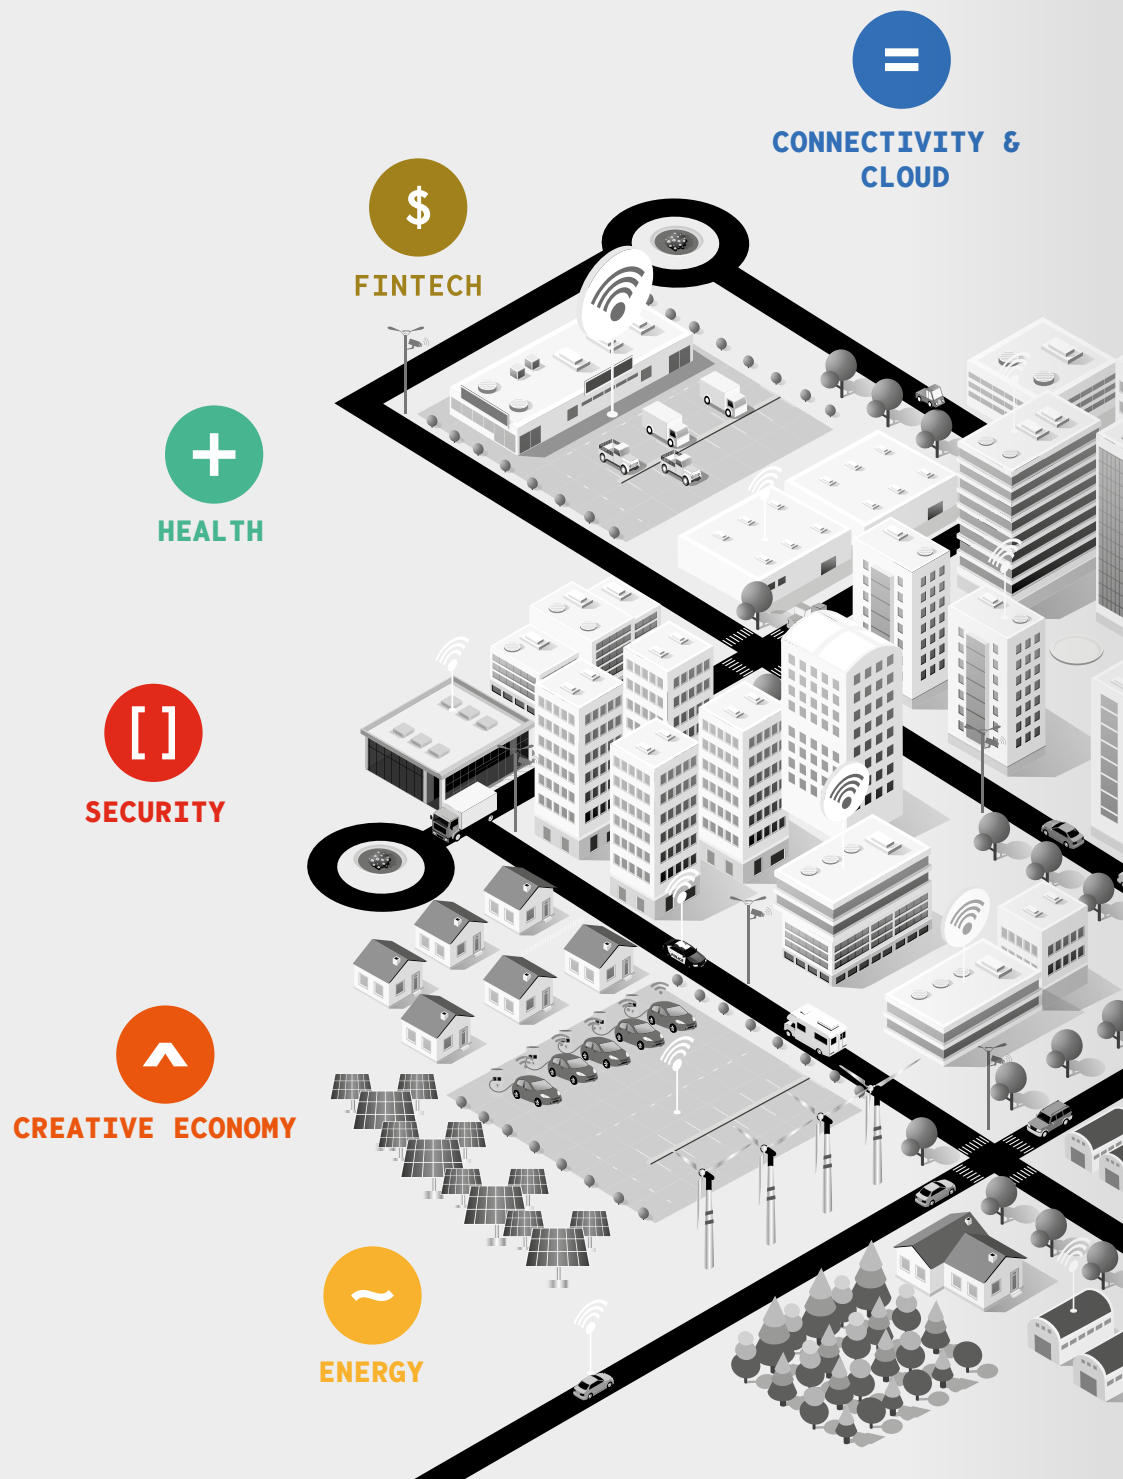 =
CONNECTIVITY &
CLOUD
$
FINTECH
+
HEALTH
[ ]
SECURITY
^
CREATIVE ECONOMY
~
ENERGY